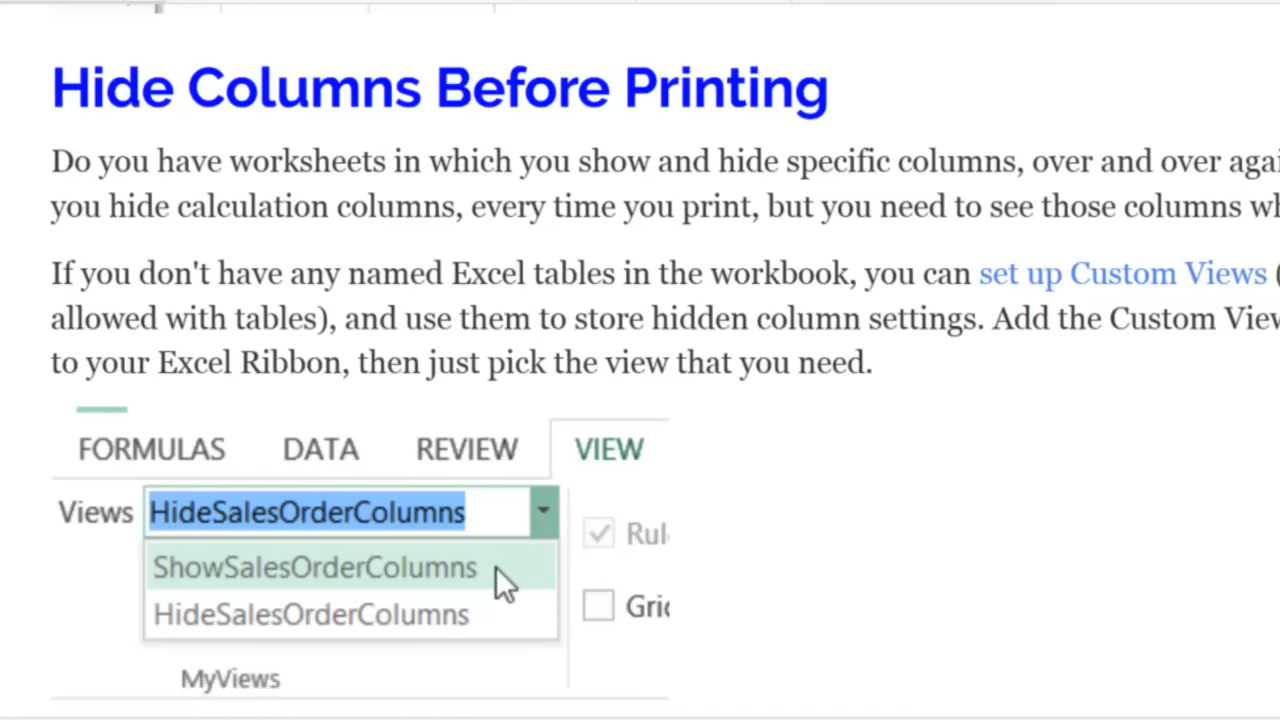 Hide Columns Before Printing
Do you have worksheets in which you show and hide specific columns, over and over
you hide calculation columns, every time you print, but you need to see those columns
If you don't have any named Excel tables in the workbook, you can set up Custom Views (
allowed with tables), and use them to store hidden column settings. Add the Custom
to your Excel Ribbon, then just pick the view that you need.
FORMULAS DATA REVIEW VIEW
Views HideSalesOrderColumns
ShowSalesOrderColumns
HideSalesOrderColumns
MyViews